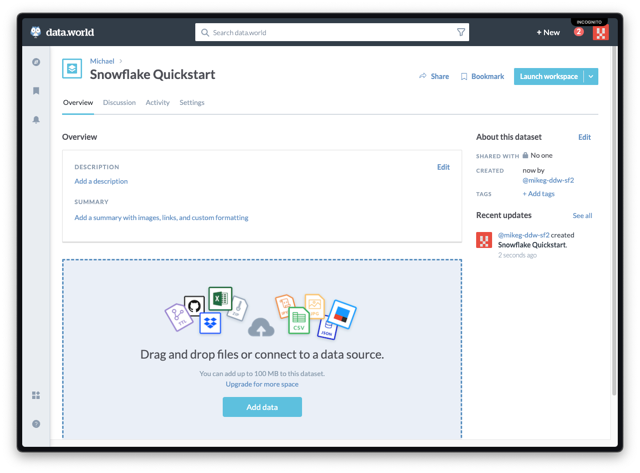 INCOGNITO
data.world
Search data.world
+ New
2
Michael >
Snowflake Quickstart
Share
Bookmark
Launch workspace
Overview
Discussion
Activity
Settings
Overview
DESCRIPTION
Edit
Add a description
SUMMARY
Add a summary with images, links, and custom formatting
About this dataset
Edit
SHARED WITH
No one
CREATED
now by
@mikeg-ddw-sf2
TAGS
+ Add tags
Recent updates
See all
@mikeg-ddw-sf2 created
Snowflake Quickstart.
2 seconds ago
TTL
CSV
JSON
Drag and drop files or connect to a data source.
You can add up to 100 MB to this dataset.
Upgrade for more space
Add data
?